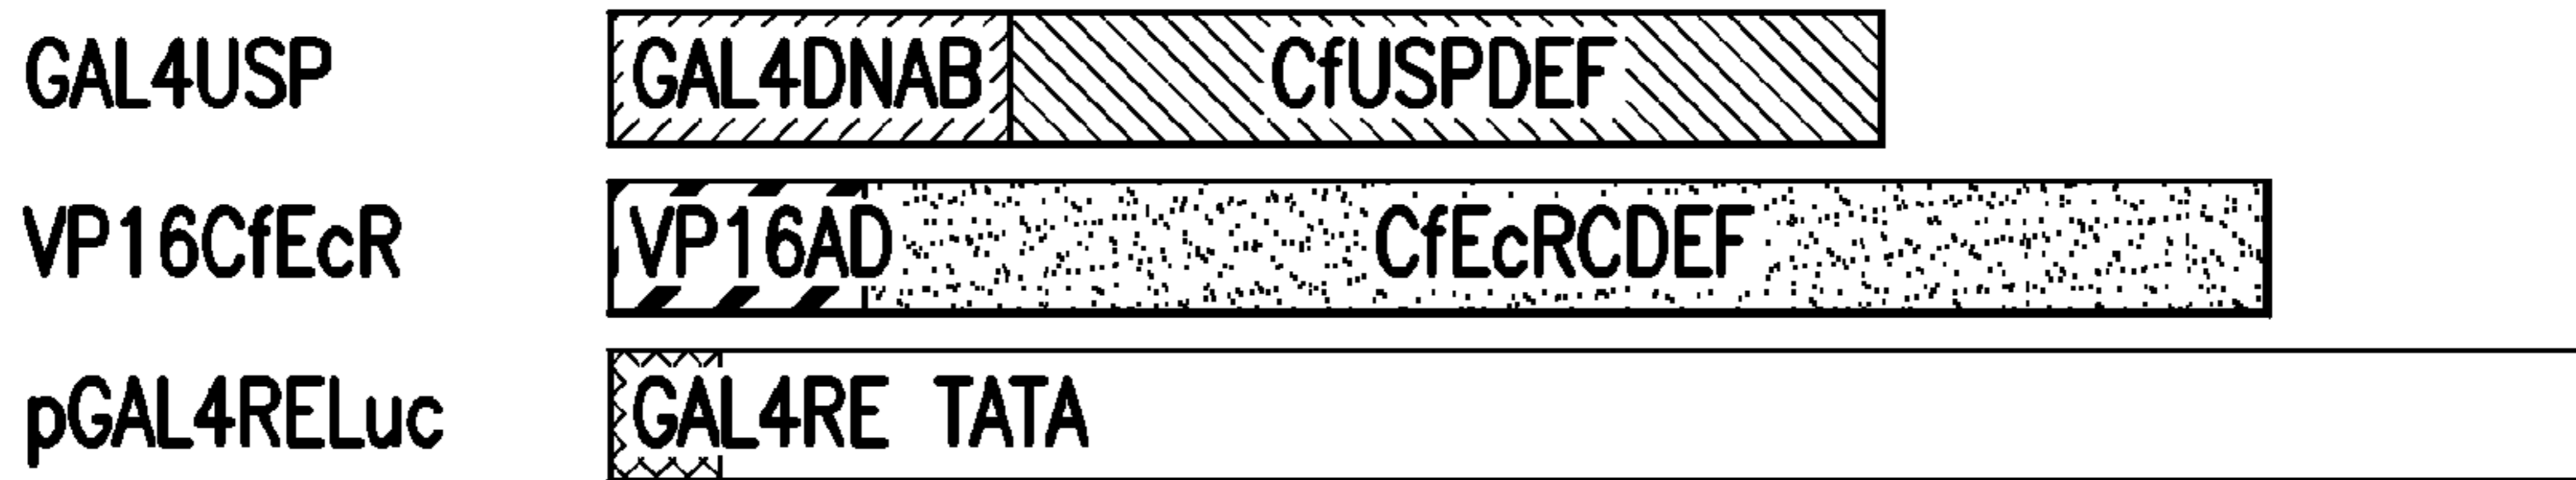 GAL4USP GAL4DNAB CfUSPDEF
VP16CfEcR VP16AD CfEcRCDEF
pGAL4RELuc GAL4RE TATA